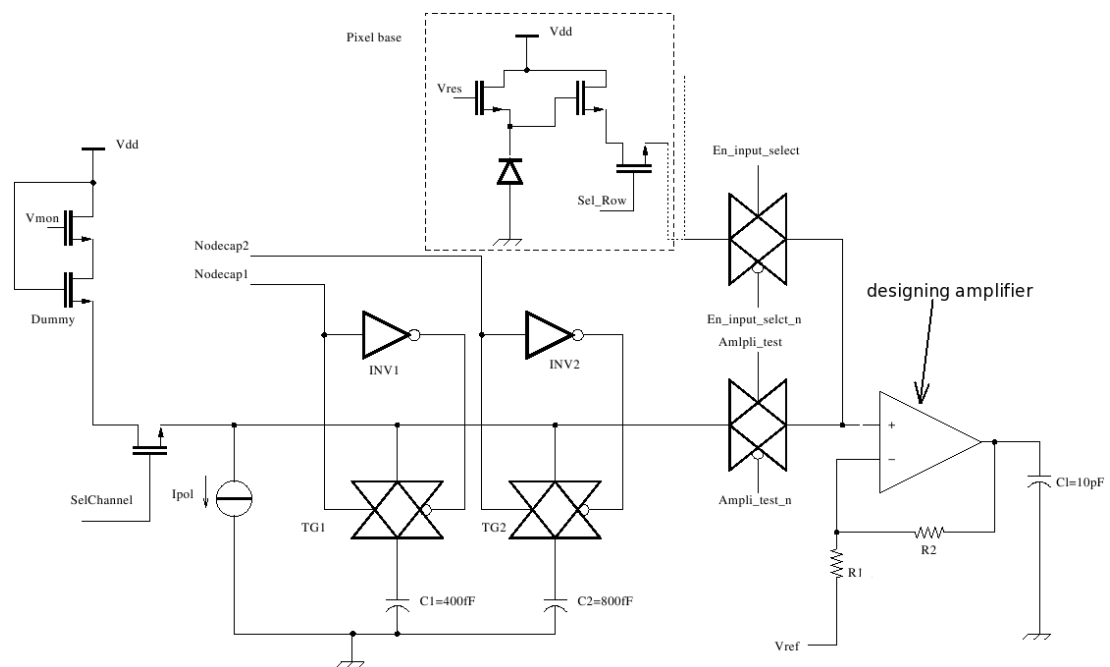 Pixel base
Vdd
Vres
Sel_Row
En_input_select
En_input_selct_n
Vdd
Vmon
Dummy
Nodecap2
Nodecap1
INV1
INV2
SelChannel
Ipol
TG1
TG2
C1=400fF
C2=800fF
Amlpli_test
Ampli_test_n
designing amplifier
+
−
R2
R1
Vref
Cl=10pF